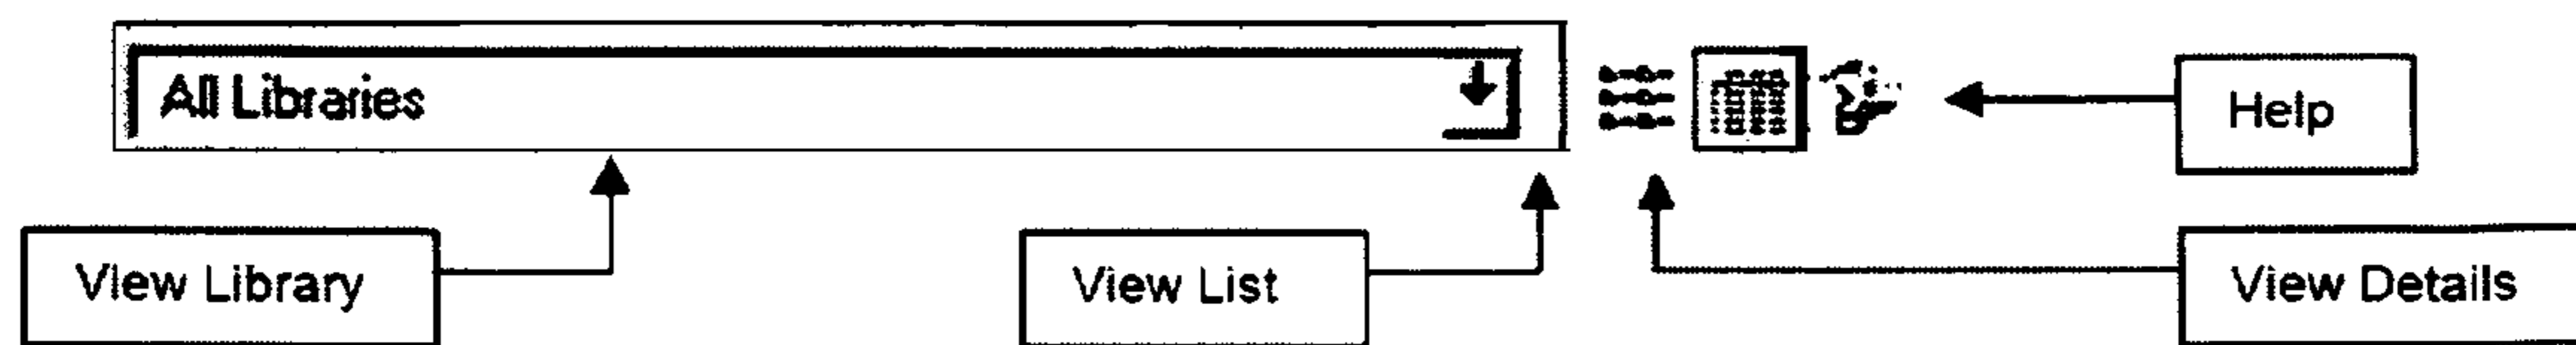 All Libraries
Help
View Library
View List
View Details